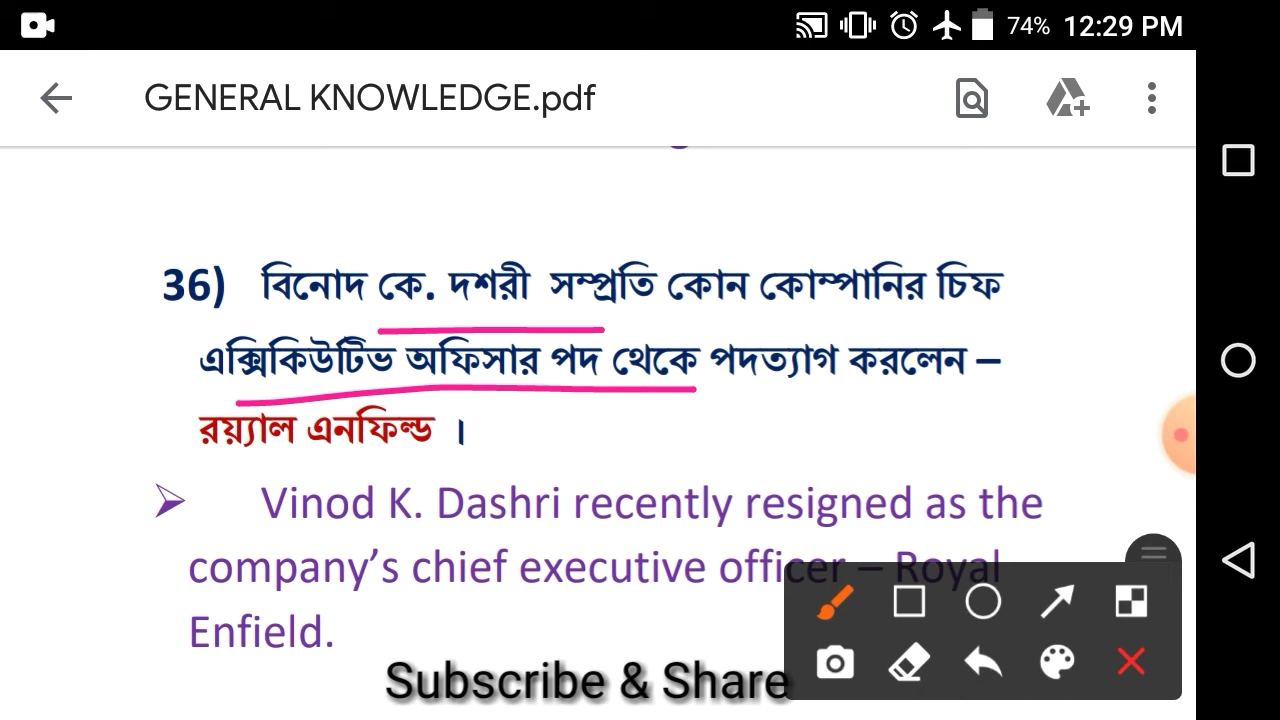 74% 12:29 PM
GENERAL KNOWLEDGE.pdf
36) বিনোদ কে. দশরী সম্প্রতি কোন কোম্পানির চিফ
এক্সিকিউটিভ অফিসার পদ থেকে পদত্যাগ করলেন –
রয়্যাল এনফিল্ড ।
➢ Vinod K. Dashri recently resigned as the
company’s chief executive officer – Royal
Enfield.
Subscribe & Share